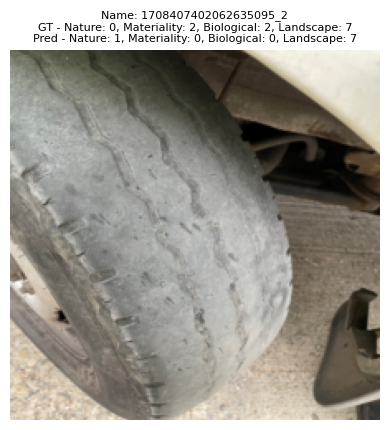 Name: 1708407402062635095_2
GT - Nature: 0, Materiality: 2, Biological: 2, Landscape: 7
Pred - Nature: 1, Materiality: 0, Biological: 0, Landscape: 7